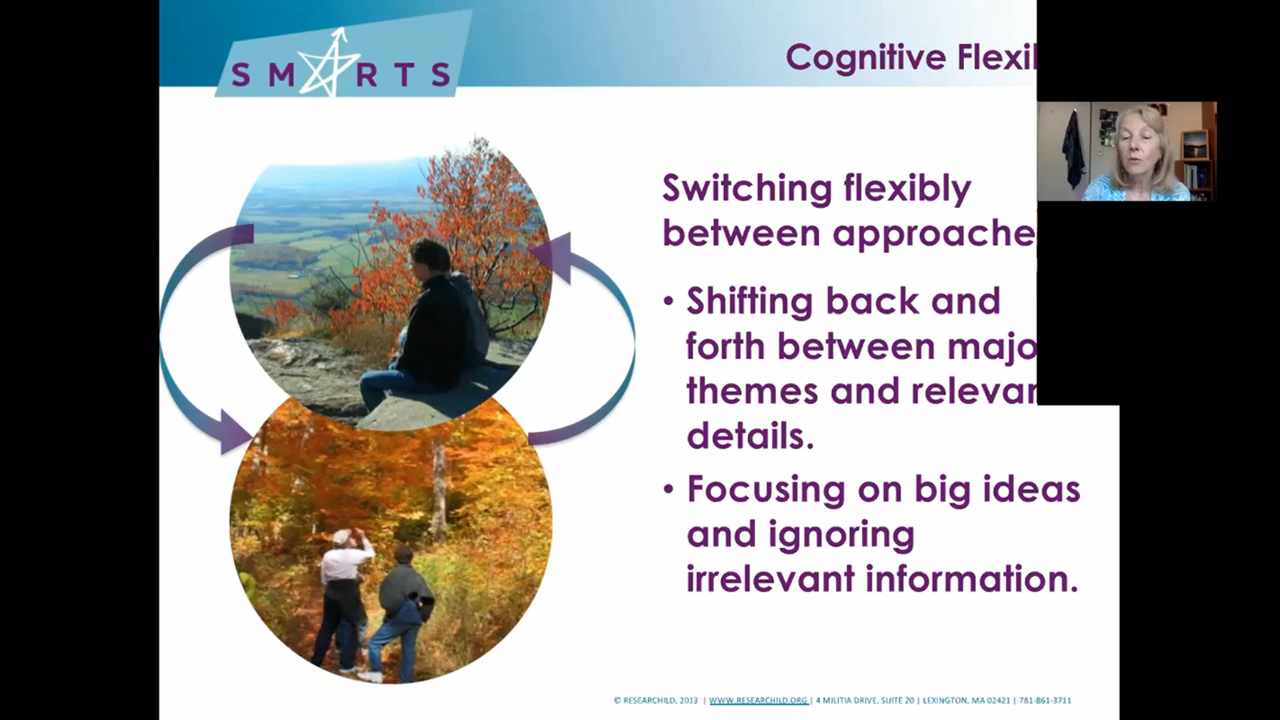 SMARTS
Cognitive Flexi
Switching flexibly
between approache
• Shifting back and
forth between majo
themes and relevan
details.
• Focusing on big ideas
and ignoring
irrelevant information.
© RESEARCHILD, 2013 | WWW.RESEARCHILD.ORG | 4 MILITIA DRIVE, SUITE 20 | LEXINGTON, MA 02421 | 781-861-3711